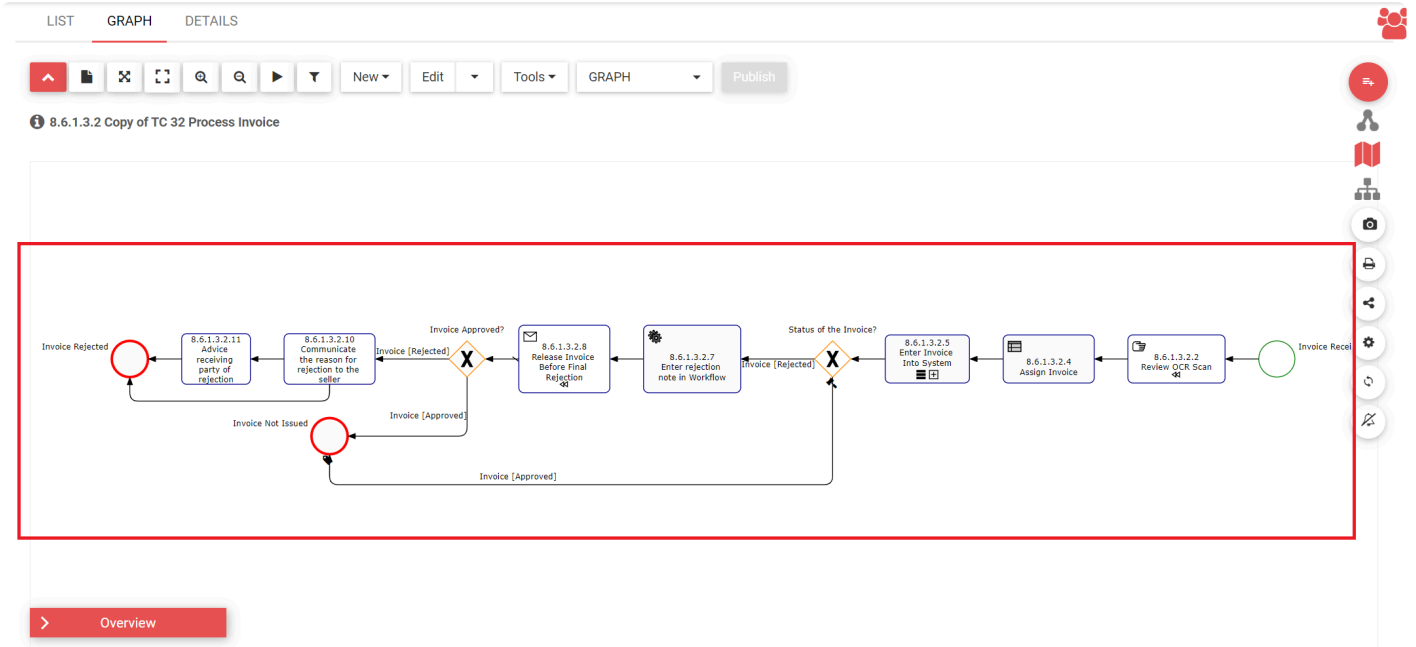 LIST GRAPH DETAILS
New Edit Tools GRAPH Publish
8.6.1.3.2 Copy of TC 32 Process Invoice
Invoice Rejected
8.6.1.3.2.11
Advice
receiving
party of
rejection
8.6.1.3.2.10
Communicate
the reason for
rejection to the
seller
Invoice [Rejected]
Invoice Approved?
X
8.6.1.3.2.8
Release Invoice
Before Final
Rejection
8.6.1.3.2.7
Enter rejection
note in Workflow
Invoice [Rejected]
Status of the Invoice?
X
8.6.1.3.2.5
Enter Invoice
Into System
8.6.1.3.2.4
Assign Invoice
8.6.1.3.2.2
Review OCR Scan
Invoice Recei
Invoice [Approved]
Invoice Not Issued
Invoice [Approved]
Overview